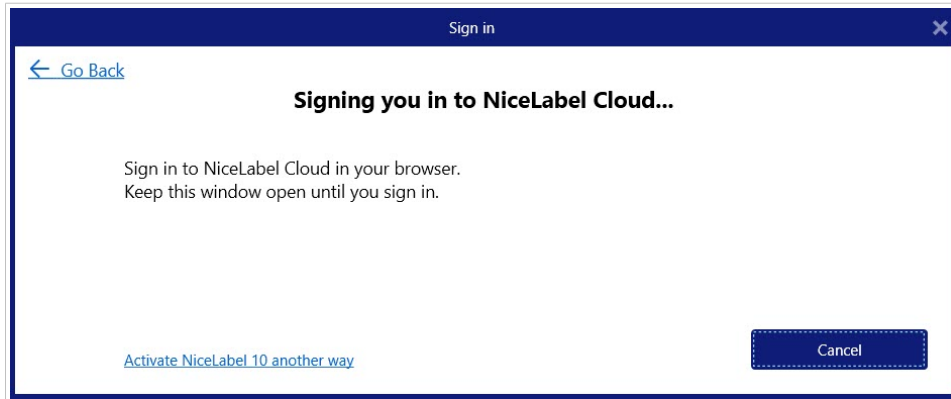 Sign in
← Go Back
Signing you in to NiceLabel Cloud...
Sign in to NiceLabel Cloud in your browser.
Keep this window open until you sign in.
Activate NiceLabel 10 another way
Cancel